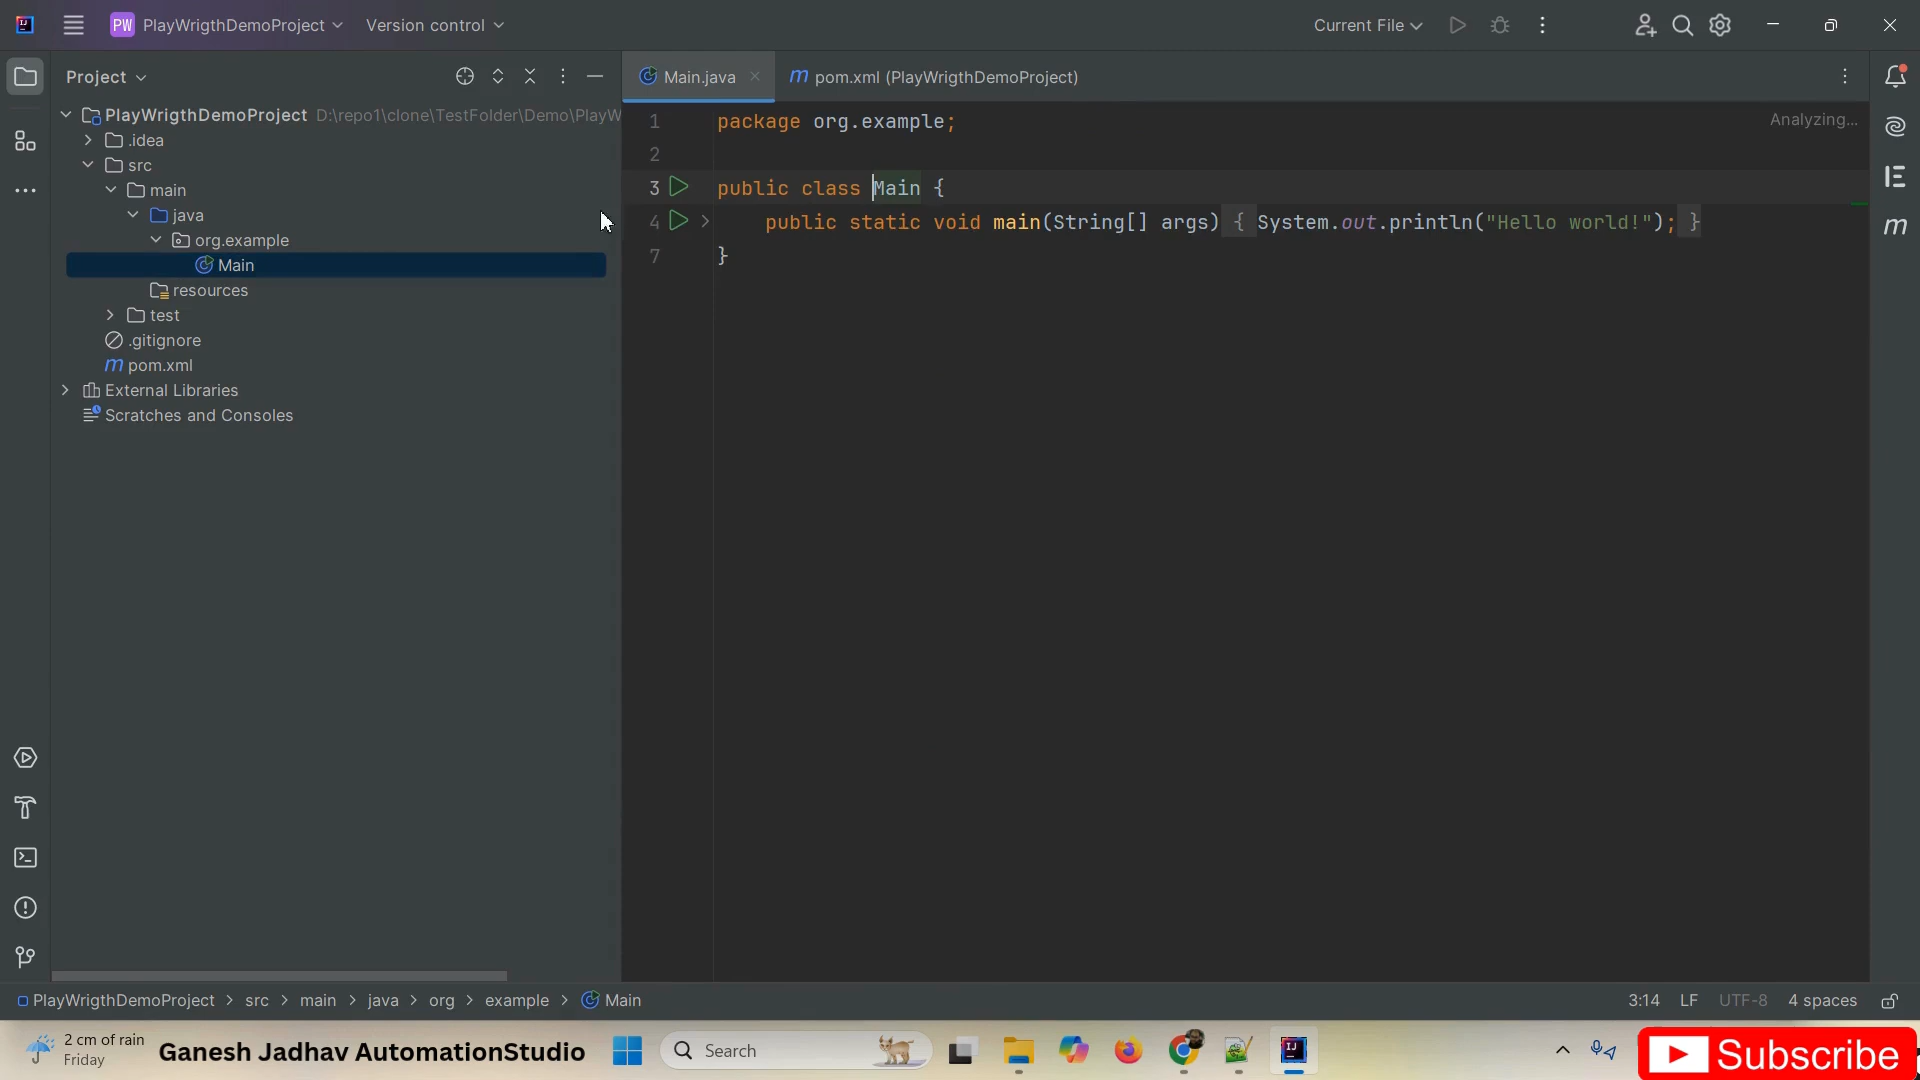 PW PlayWrigthDemoProject Version control Current File
Project
Main.java
m pom.xml (PlayWrigthDemoProject)
PlayWrigthDemoProject D:\repo1\clone\TestFolder\Demo\PlayW
.idea
src
main
java
org.example
Main
resources
test
.gitignore
m pom.xml
External Libraries
Scratches and Consoles
1 package org.example;
Analyzing...
2
3 public class Main {
4 public static void main(String[] args) { System.out.println("Hello world!"); }
7 }
m
PlayWrigthDemoProject > src > main > java > org > example > Main
3:14 LF UTF-8 4 spaces
2 cm of rain
Friday
Ganesh Jadhav AutomationStudio
Search
Subscribe